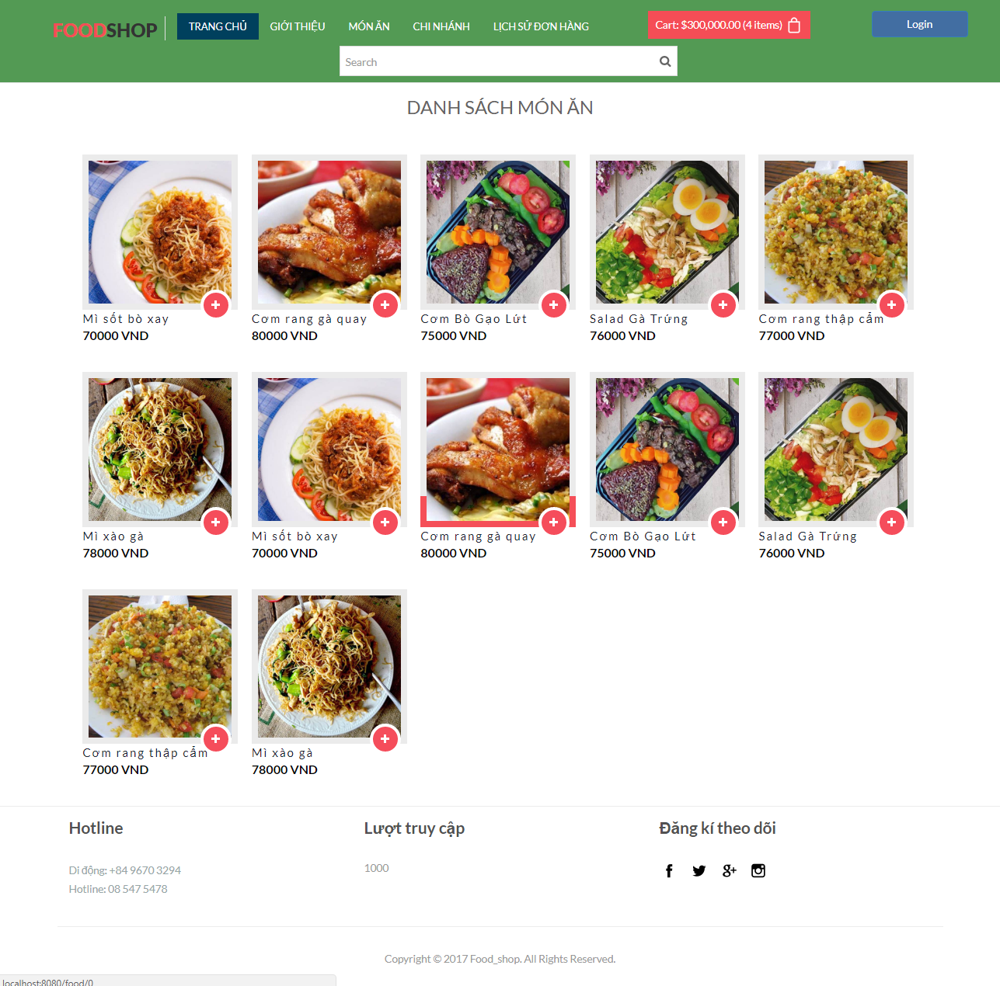 FOODSHOP
TRANG CHỦ GIỚI THIỆU MÓN ĂN CHI NHÁNH LỊCH SỬ ĐƠN HÀNG
Cart: $300,000.00 (4 items)
Login
Search
DANH SÁCH MÓN ĂN
Mì sốt bò xay
70000 VND
Cơm rang gà quay
80000 VND
Cơm Bò Gạo Lứt
75000 VND
Salad Gà Trứng
76000 VND
Cơm rang thập cẩm
77000 VND
Mì xào gà
78000 VND
Mì sốt bò xay
70000 VND
Cơm rang gà quay
80000 VND
Cơm Bò Gạo Lứt
75000 VND
Salad Gà Trứng
76000 VND
Cơm rang thập cẩm
77000 VND
Mì xào gà
78000 VND
Hotline
Di động: +84 9670 3294
Hotline: 08 547 5478
Lượt truy cập
1000
Đăng kí theo dõi
Copyright © 2017 Food_shop. All Rights Reserved.
localhost:8080/food/0